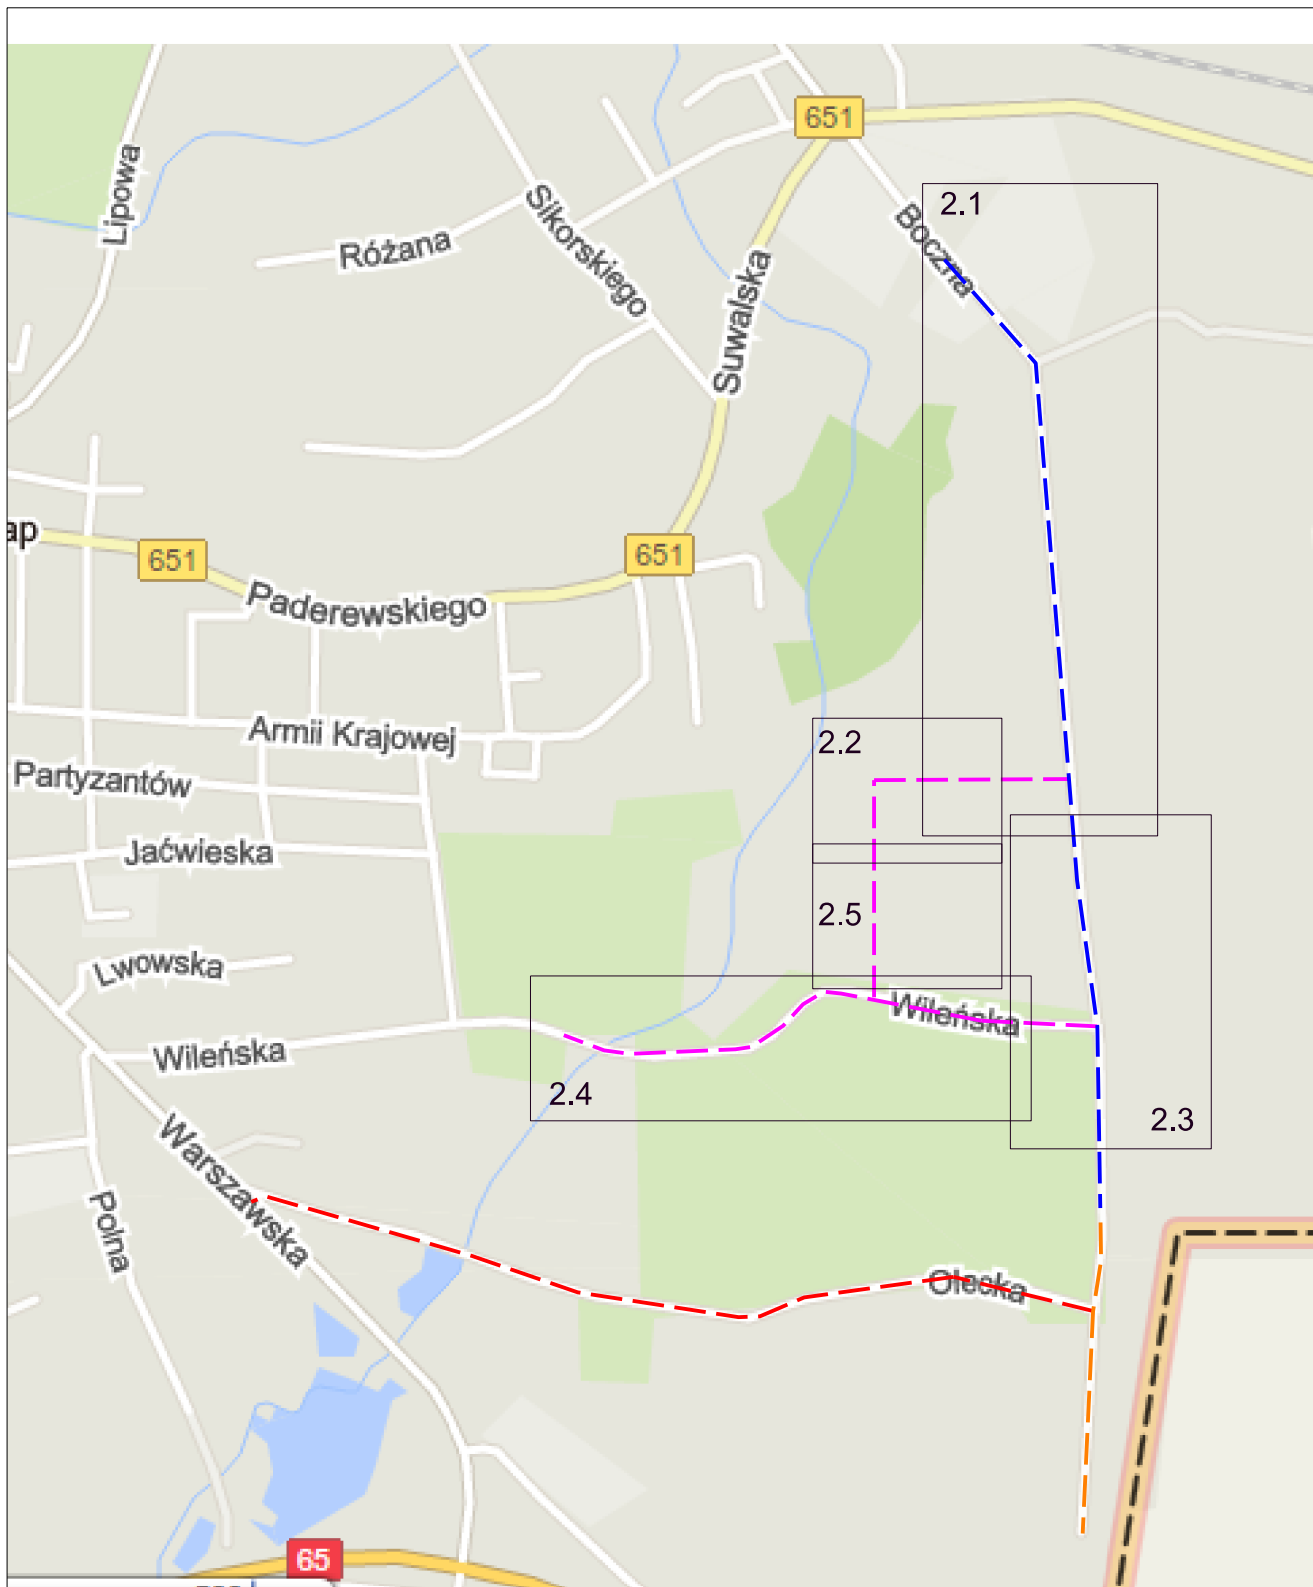 651
2.1
Lipowa
Sikorskiego
Boczna
Różana
Suwalska
ap
651
651
Paderewskiego
Armii Krajowej
2.2
Partyzantów
Jaćwieska
2.5
Lwowska
Wileńska
Wileńska
2.4
2.3
Warszawska
Polna
Olecka
65